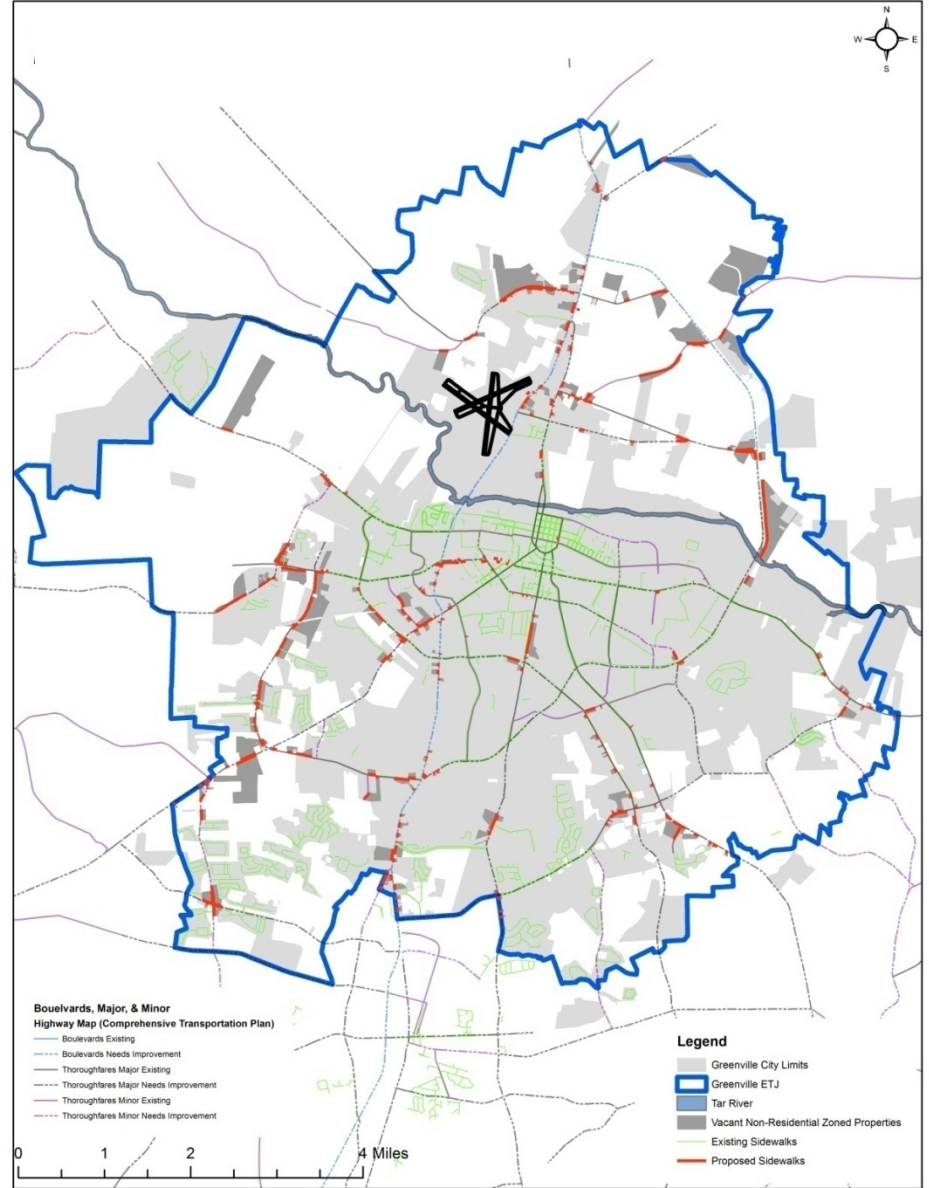 N
W E
S
Bouelvards, Major, & Minor
Highway Map (Comprehensive Transportation Plan)
Boulevards Existing
Boulevards Needs Improvement
Thoroughfares Major Existing
Thoroughfares Major Needs Improvement
Thoroughfares Minor Existing
Thoroughfares Minor Needs Improvement
0 1 2 4 Miles
Legend
Greenville City Limits
Greenville ETJ
Tar River
Vacant Non-Residential Zoned Properties
Existing Sidewalks
Proposed Sidewalks